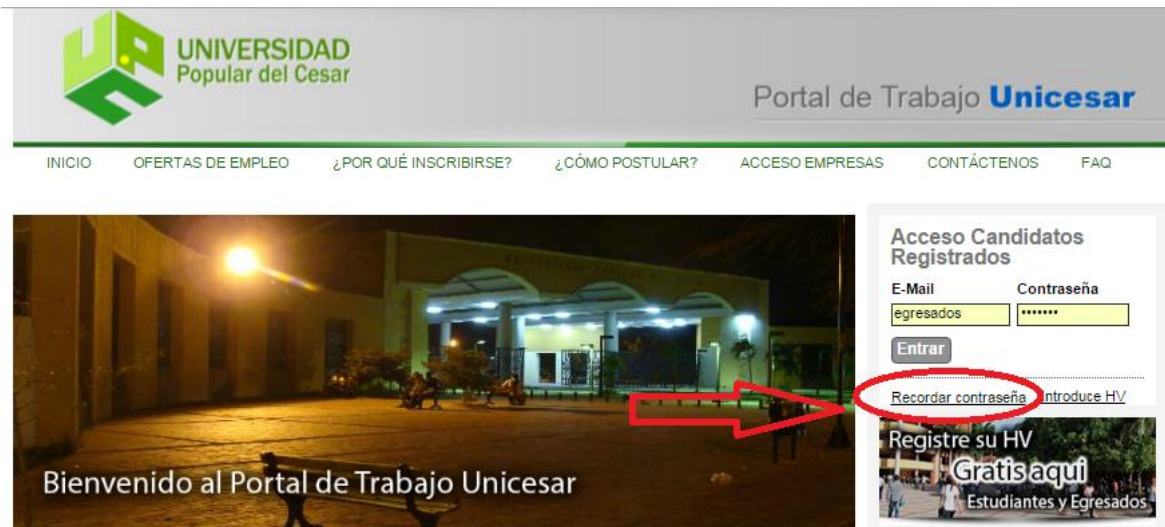 UNIVERSIDAD
Popular del Cesar
Portal de Trabajo Unicesar
INICIO OFERTAS DE EMPLEO ¿POR QUÉ INSCRIBIRSE? ¿CÓMO POSTULAR? ACCESO EMPRESAS CONTÁCTENOS FAQ
Acceso Candidatos
Registrados
E-Mail Contraseña
egresados •••••••
Entrar
Recordar contraseña Introduce HV
Registre su HV
Gratis aqui
Estudiantes y Egresados
Bienvenido al Portal de Trabajo Unicesar